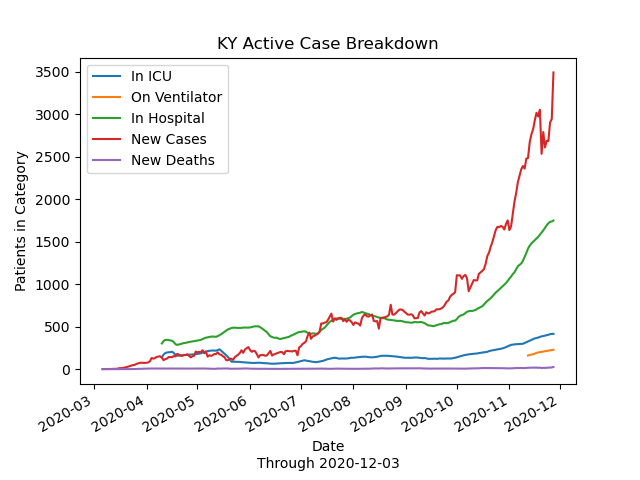 KY Active Case Breakdown
In ICU
On Ventilator
In Hospital
New Cases
New Deaths
Patients in Category
3500
3000
2500
2000
1500
1000
500
0
2020-03
2020-04
2020-05
2020-06
2020-07
2020-08
2020-09
2020-10
2020-11
2020-12
Date
Through 2020-12-03